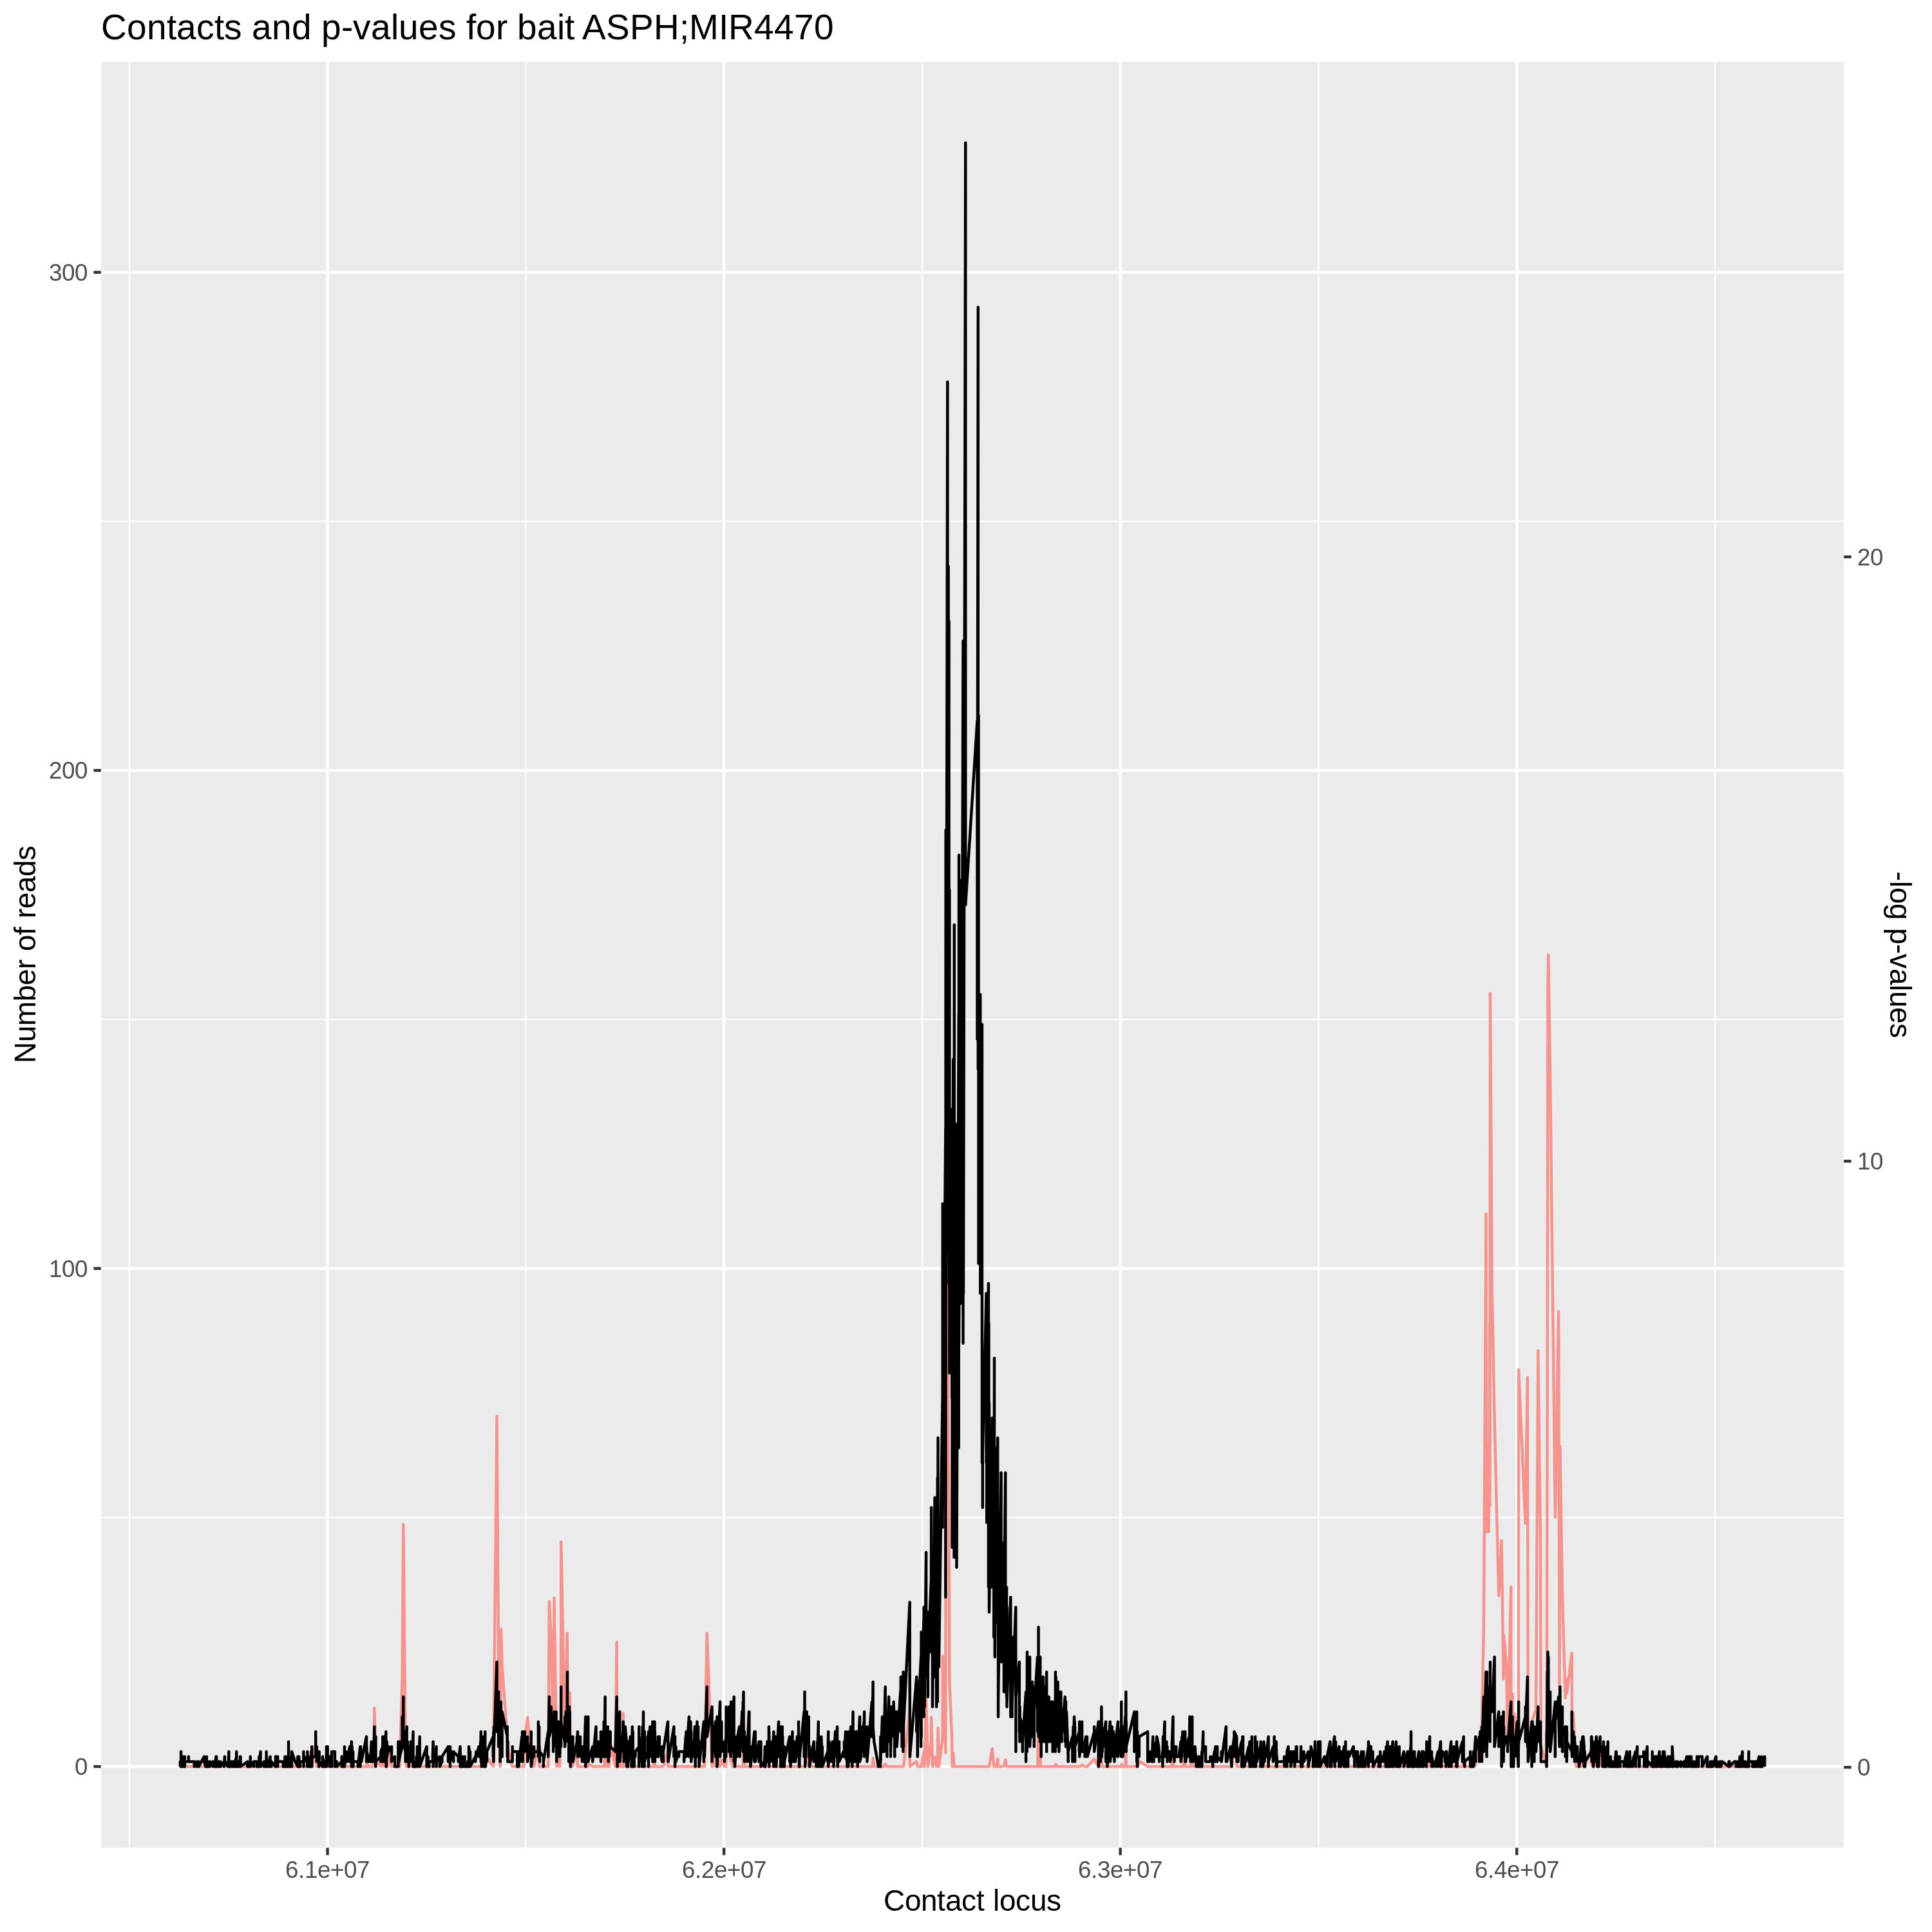 Contacts and p-values for bait ASPH;MIR4470
300
200
100
0
Number of reads
20
10
0
-log p-values
6.1e+07
6.2e+07
6.3e+07
6.4e+07
Contact locus